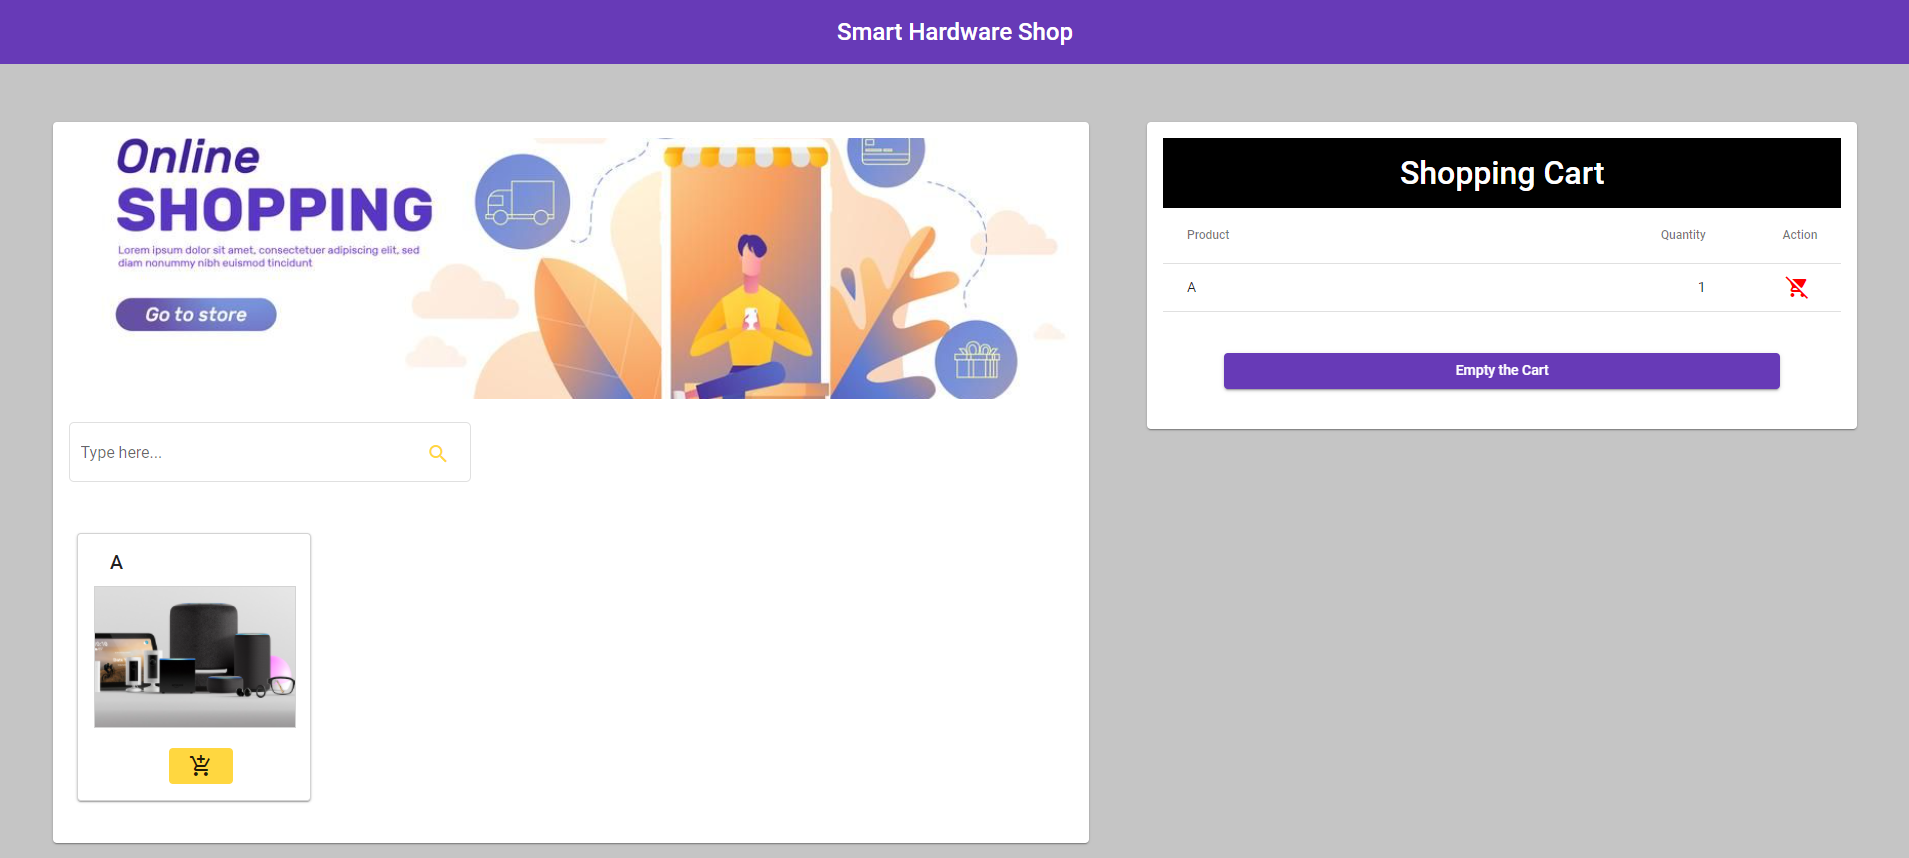 Smart Hardware Shop
Online
SHOPPING
Lorem ipsum dolor sit amet, consectetuer adipiscing elit, sed
diam nonummy nibh euismod tincidunt
Go to store
Type here...
A
Shopping Cart
Product Quantity Action
A 1
Empty the Cart